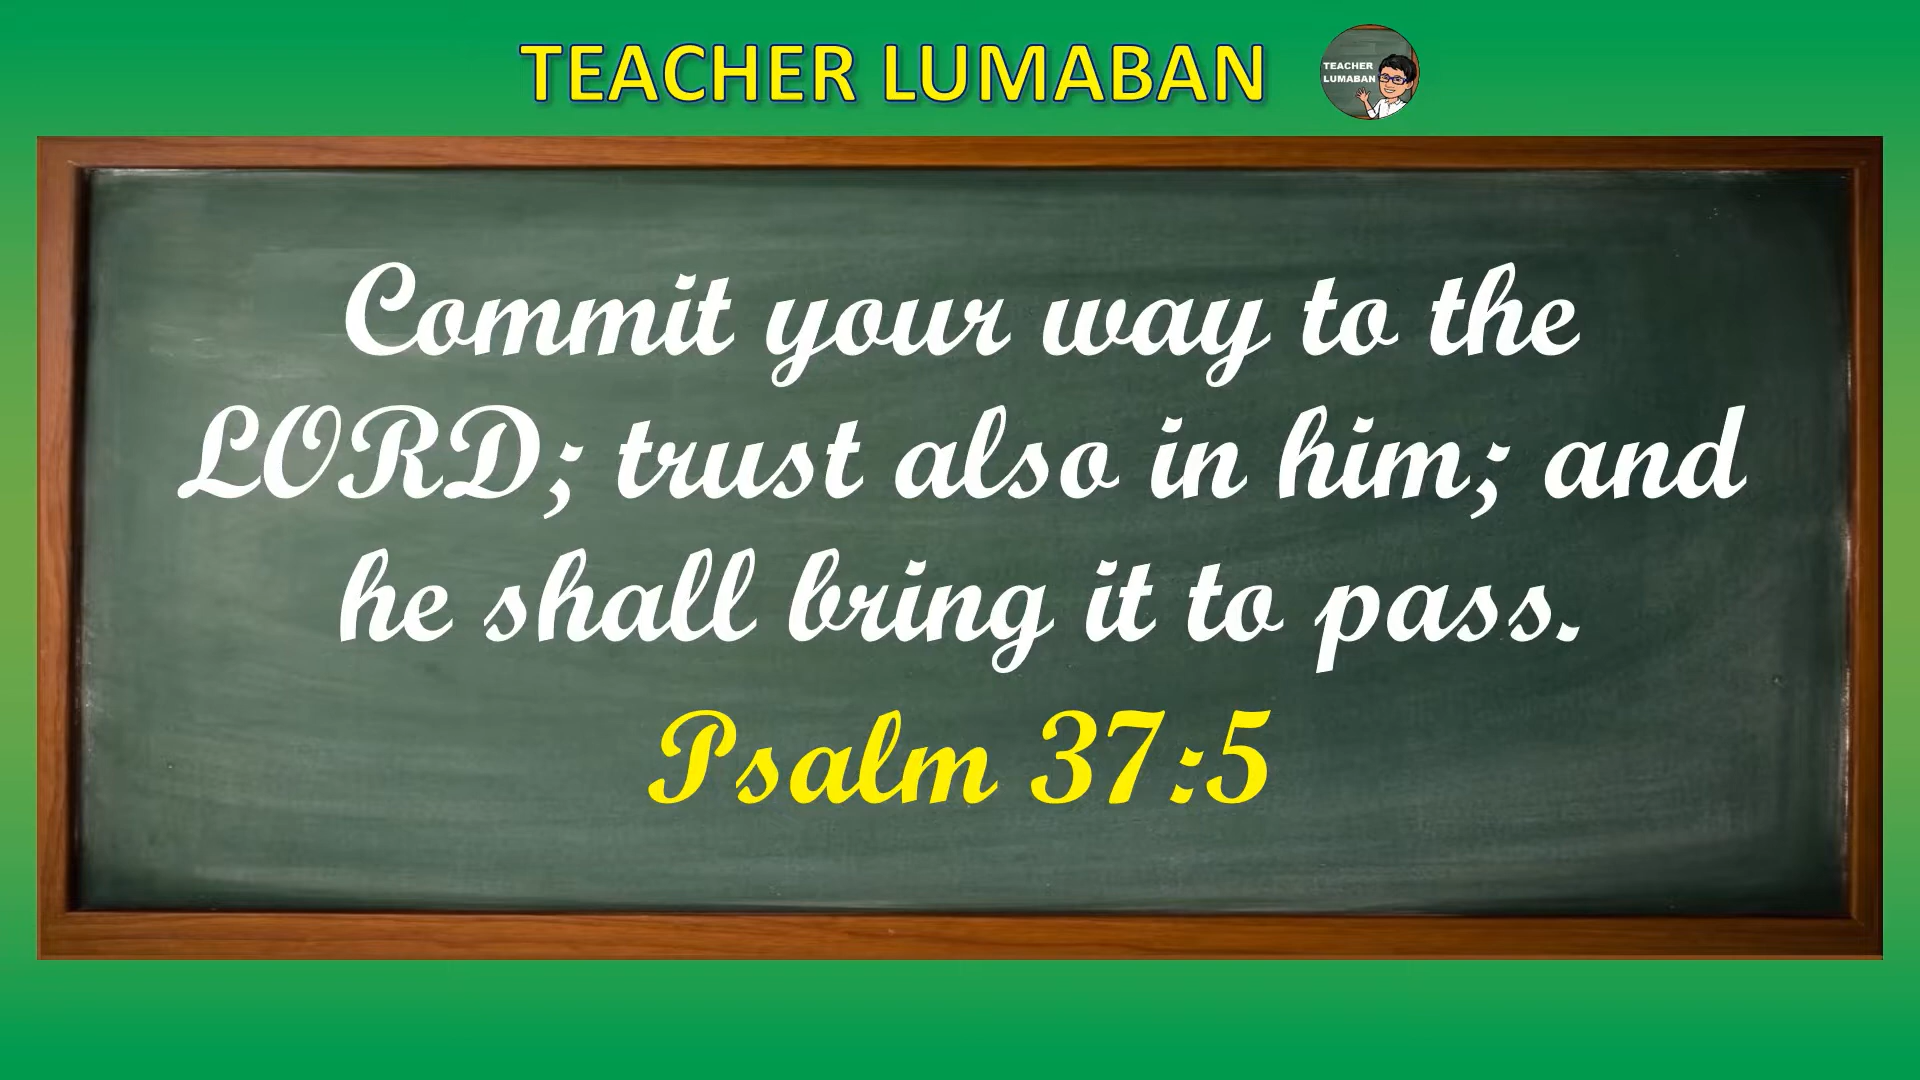 TEACHER LUMABAN
TEACHER
LUMABAN
Commit your way to the
LORD; trust also in him; and
he shall bring it to pass.
Psalm 37:5